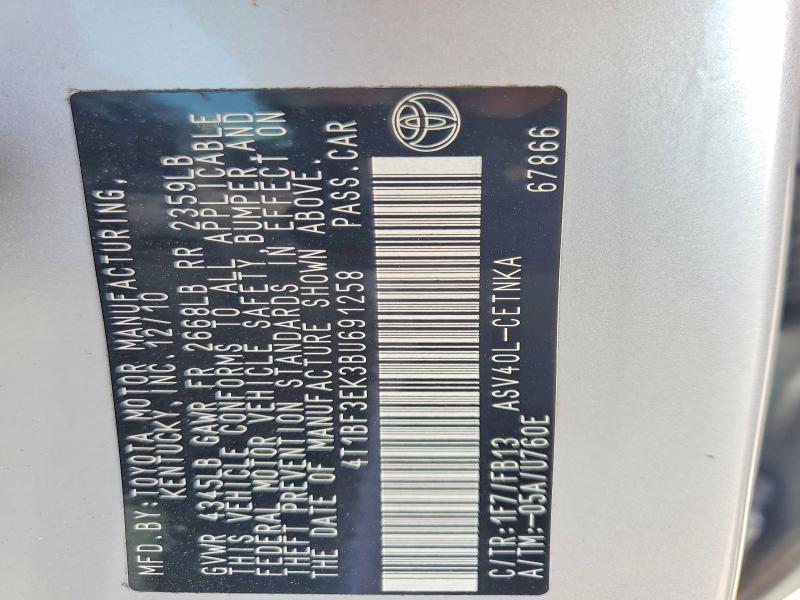 MFD.BY:TOYOTA MOTOR MANUFACTURING,
KENTUCKY, INC. 12/10
GVWR 4345LB GAWR FR 2668LB RR 2359LB
THIS VEHICLE CONFORMS TO ALL APPLICABLE
FEDERAL MOTOR VEHICLE SAFETY, BUMPER, AND
THEFT PREVENTION STANDARDS IN EFFECT ON
THE DATE OF MANUFACTURE SHOWN ABOVE.
4T1BF3EK3BU691258 PASS.CAR
C/TR:1F7/FB13 ASV40L-CETNKA
A/TM:-05A/U760E 67866